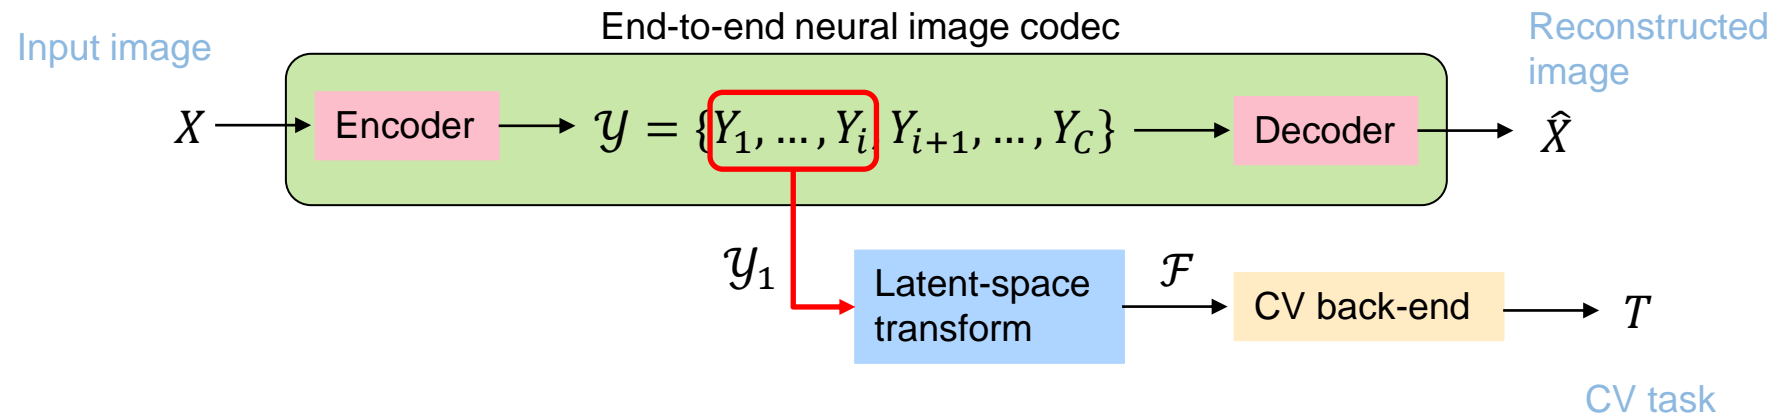 End-to-end neural image codec
Input image
Reconstructed
image
X
Encoder
𝒴 = {Y₁, ..., Yᵢ, Yᵢ₊₁, ..., Y_C}
Decoder
X̂
𝒴₁
Latent-space
transform
ℱ
CV back-end
T
CV task